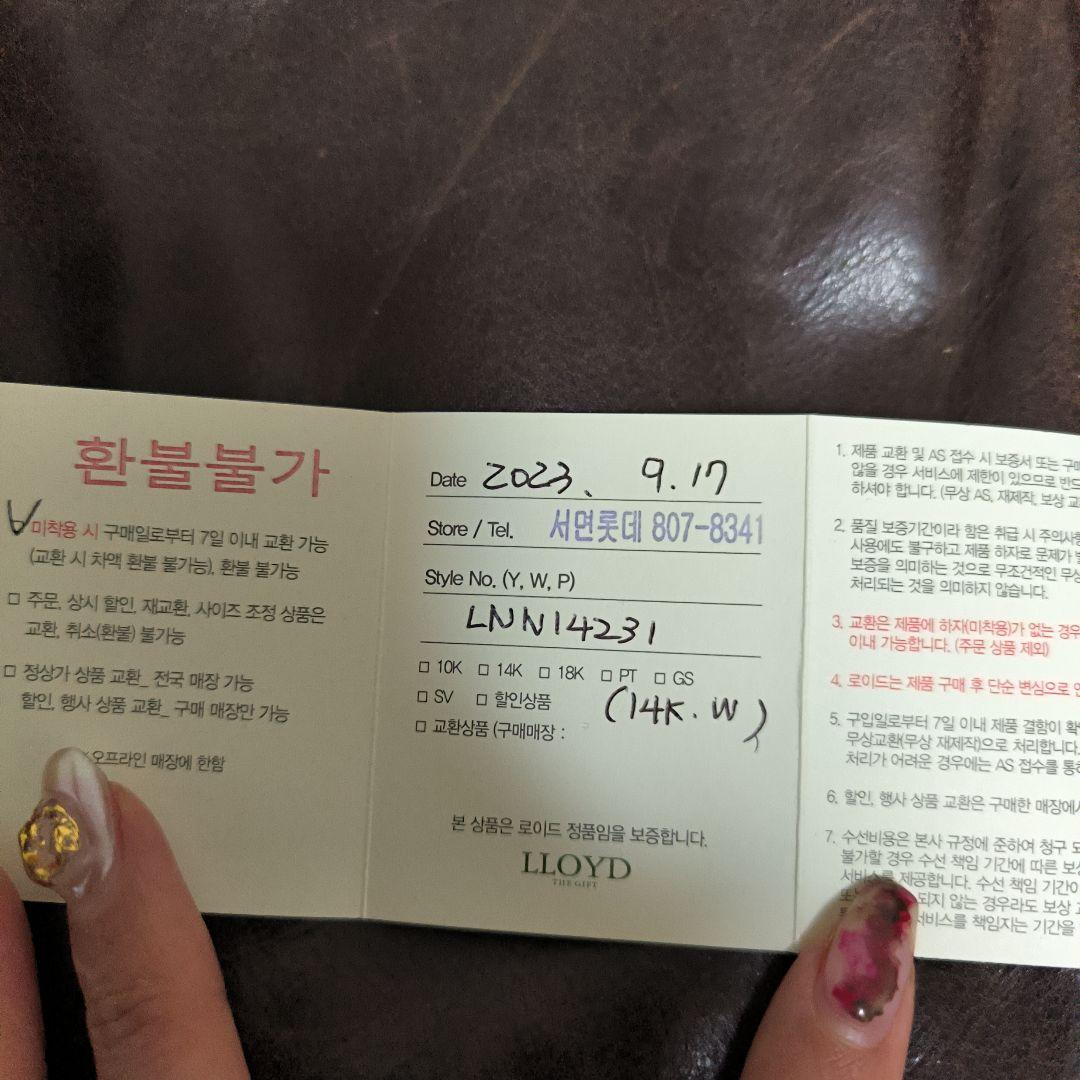 환불불가
미착용 시 구매일로부터 7일 이내 교환 가능
(교환 시 차액 환불 불가능), 환불 불가능
□ 주문, 상시 할인, 재교환, 사이즈 조정 상품은
교환, 취소(환불) 불가능
□ 정상가 상품 교환_ 전국 매장 가능
할인, 행사 상품 교환_ 구매 매장만 가능
오프라인 매장에 한함
Date 2023. 9.17
Store / Tel. 서면롯데 807-8341
Style No. (Y, W, P)
LNN14231
□ 10K □ 14K □ 18K □ PT □ GS
□ SV □ 할인상품 (14K.W)
□ 교환상품 (구매매장 :
본 상품은 로이드 정품임을 보증합니다.
LLOYD
THE GIFT
1. 제품 교환 및 AS 접수 시 보증서 또는 구매
않을 경우 서비스에 제한이 있으므로 반드
하셔야 합니다. (무상 AS, 재제작, 보상 교
2. 품질 보증기간이라 함은 취급 시 주의사항
사용에도 불구하고 제품 하자로 문제가 발
보증을 의미하는 것으로 무조건적인 무상
처리되는 것을 의미하지 않습니다.
3. 교환은 제품에 하자(미착용)가 없는 경우
이내 가능합니다. (주문 상품 제외)
4. 로이드는 제품 구매 후 단순 변심으로 인
5. 구입일로부터 7일 이내 제품 결함이 확
무상교환(무상 재제작)으로 처리합니다.
처리가 어려운 경우에는 AS 접수를 통하
6. 할인, 행사 상품 교환은 구매한 매장에서
7. 수선비용은 본사 규정에 준하여 청구 되
불가할 경우 수선 책임 기간에 따른 보상
서비스를 제공합니다. 수선 책임 기간이
되지 않는 경우라도 보상 교
서비스를 책임지는 기간을